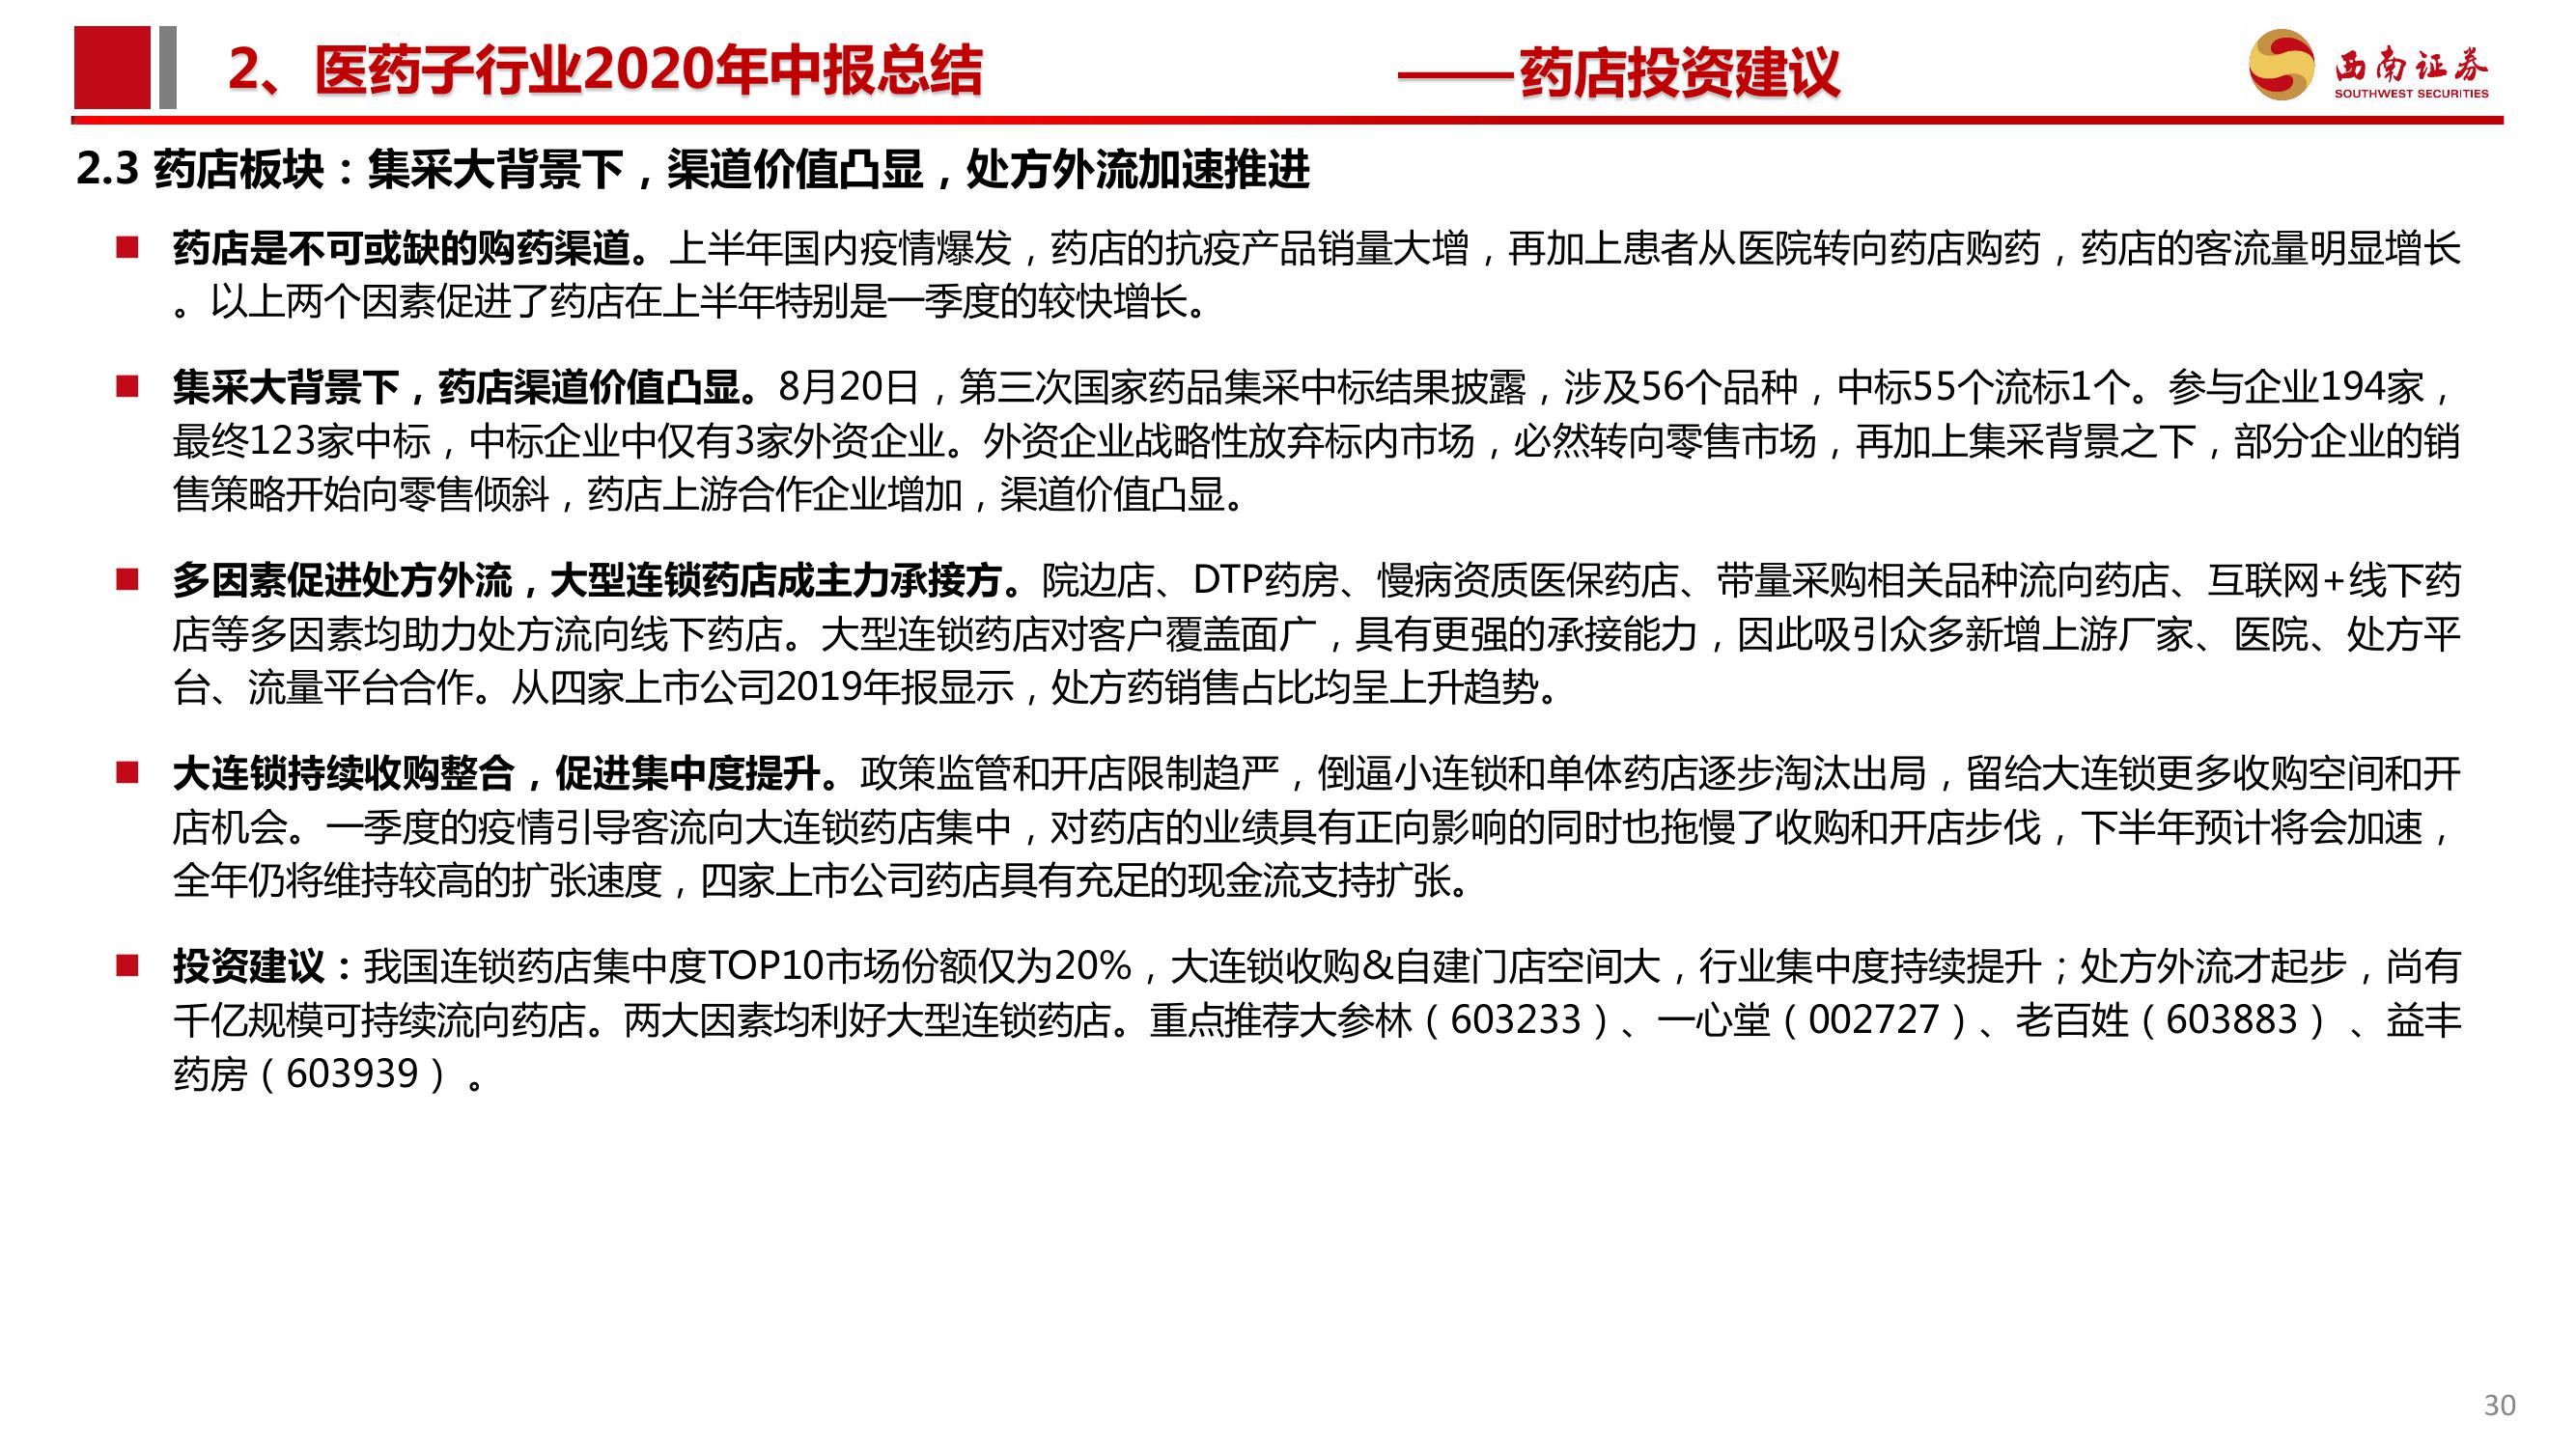 2、医药子行业2020年中报总结
——药店投资建议
西南证券
SOUTHWEST SECURITIES
2.3 药店板块：集采大背景下，渠道价值凸显，处方外流加速推进
■ 药店是不可或缺的购药渠道。上半年国内疫情爆发，药店的抗疫产品销量大增，再加上患者从医院转向药店购药，药店的客流量明显增长
。以上两个因素促进了药店在上半年特别是一季度的较快增长。
■ 集采大背景下，药店渠道价值凸显。8月20日，第三次国家药品集采中标结果披露，涉及56个品种，中标55个流标1个。参与企业194家，
最终123家中标，中标企业中仅有3家外资企业。外资企业战略性放弃标内市场，必然转向零售市场，再加上集采背景之下，部分企业的销
售策略开始向零售倾斜，药店上游合作企业增加，渠道价值凸显。
■ 多因素促进处方外流，大型连锁药店成主力承接方。院边店、DTP药房、慢病资质医保药店、带量采购相关品种流向药店、互联网+线下药
店等多因素均助力处方流向线下药店。大型连锁药店对客户覆盖面广，具有更强的承接能力，因此吸引众多新增上游厂家、医院、处方平
台、流量平台合作。从四家上市公司2019年报显示，处方药销售占比均呈上升趋势。
■ 大连锁持续收购整合，促进集中度提升。政策监管和开店限制趋严，倒逼小连锁和单体药店逐步淘汰出局，留给大连锁更多收购空间和开
店机会。一季度的疫情引导客流向大连锁药店集中，对药店的业绩具有正向影响的同时也拖慢了收购和开店步伐，下半年预计将会加速，
全年仍将维持较高的扩张速度，四家上市公司药店具有充足的现金流支持扩张。
■ 投资建议：我国连锁药店集中度TOP10市场份额仅为20%，大连锁收购&自建门店空间大，行业集中度持续提升；处方外流才起步，尚有
千亿规模可持续流向药店。两大因素均利好大型连锁药店。重点推荐大参林（603233）、一心堂（002727）、老百姓（603883） 、益丰
药房（603939） 。
30